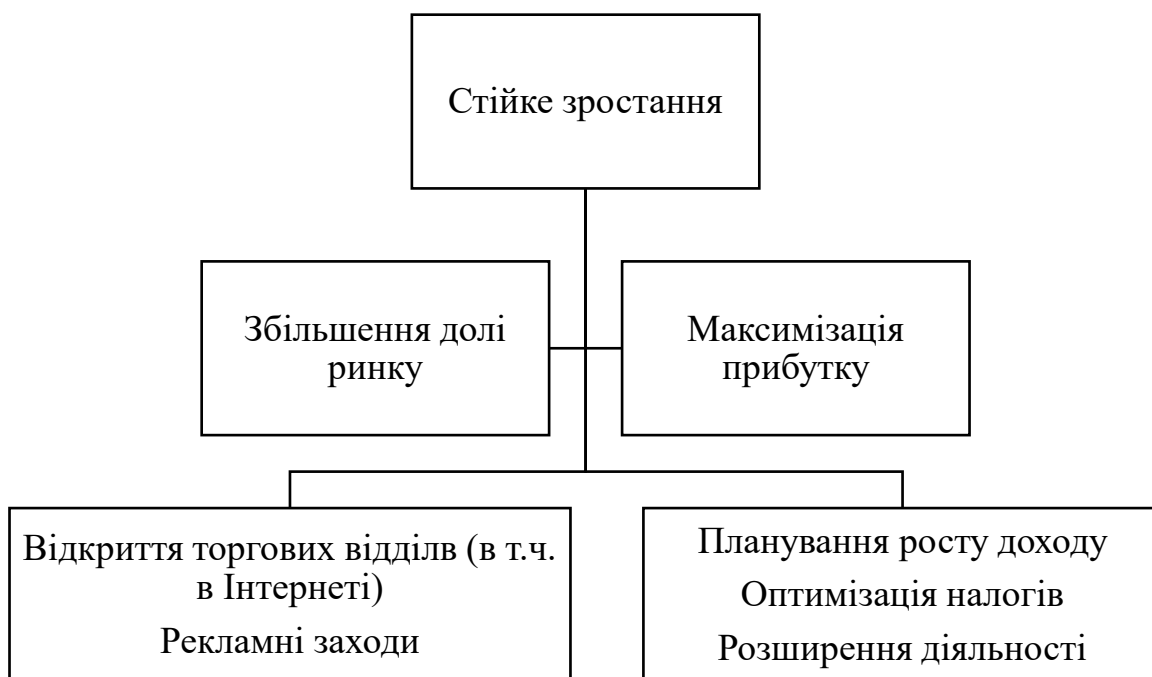 Стійке зростання
Збільшення долі
ринку
Максимізація
прибутку
Відкриття торгових відділв (в т.ч.
в Інтернеті)
Рекламні заходи
Планування росту доходу
Оптимізація налогів
Розширення діяльності